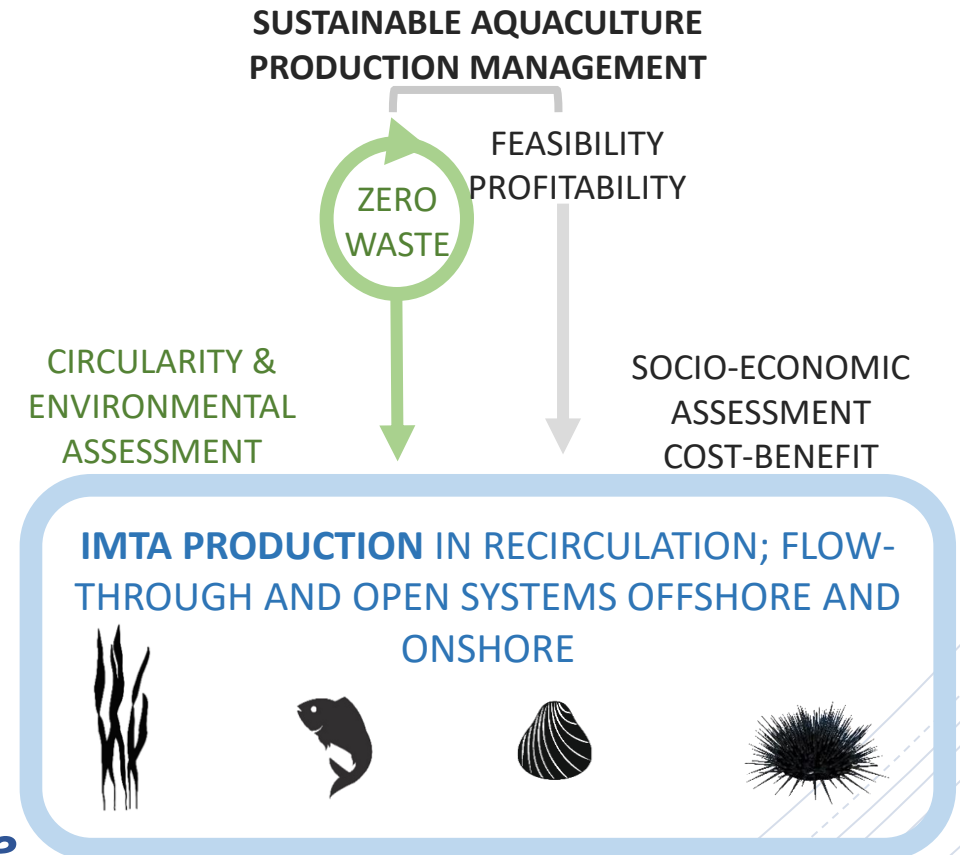 SUSTAINABLE AQUACULTURE
PRODUCTION MANAGEMENT
ZERO
WASTE
FEASIBILITY
PROFITABILITY
CIRCULARITY &
ENVIRONMENTAL
ASSESSMENT
SOCIO-ECONOMIC
ASSESSMENT
COST-BENEFIT
IMTA PRODUCTION IN RECIRCULATION; FLOW-
THROUGH AND OPEN SYSTEMS OFFSHORE AND
ONSHORE